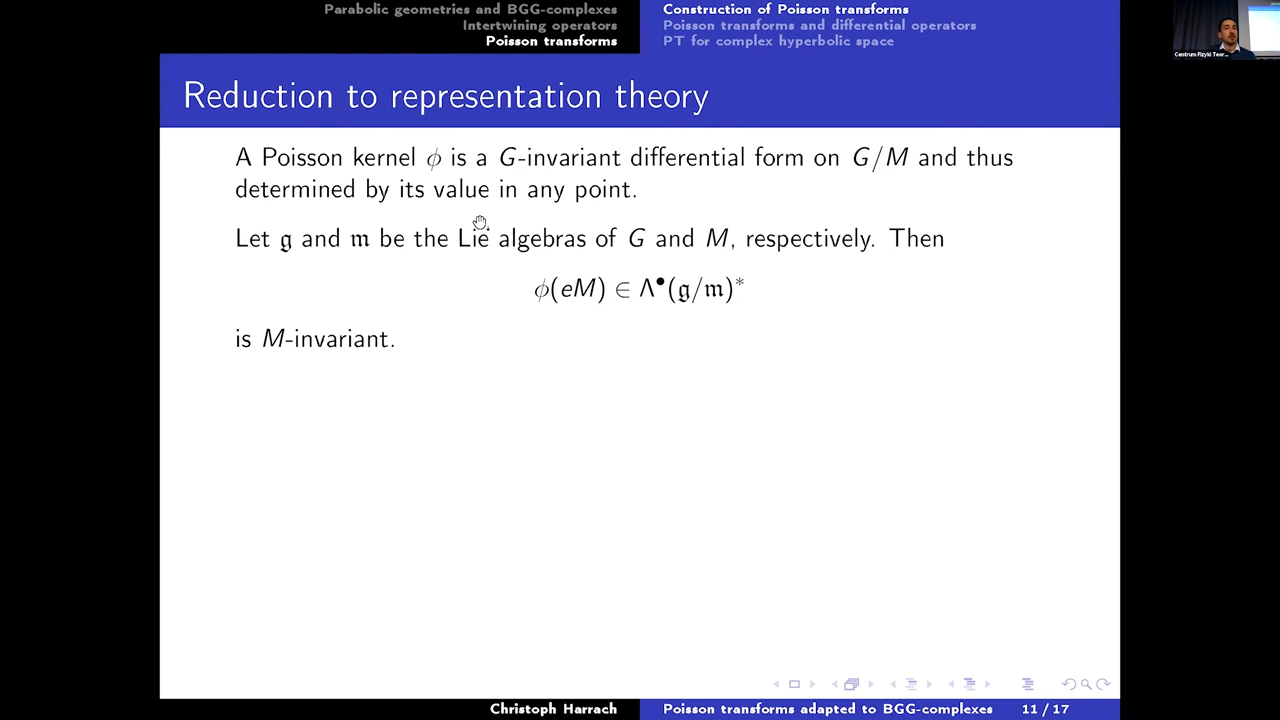 Parabolic geometries and BGG-complexes
Intertwining operators
Poisson transforms
Construction of Poisson transforms
Poisson transforms and differential operators
PT for complex hyperbolic space
Reduction to representation theory
A Poisson kernel ϕ is a G-invariant differential form on G/M and thus
determined by its value in any point.
Let 𝔤 and 𝔪 be the Lie algebras of G and M, respectively. Then
ϕ(eM) ∈ Λ•(𝔤/𝔪)*
is M-invariant.
Christoph Harrach
Poisson transforms adapted to BGG-complexes
11 / 17
Centrum Fizyki Teor...